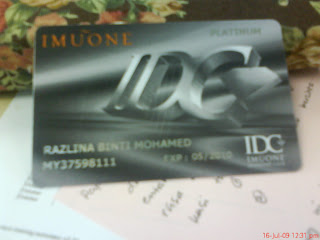 IMUONE
PLATINUM
IDC
RAZLINA BINTI MOHAMED
MY37598111
EXP : 05/2010
IDC
IMUONE
16-Jul-09 12:31 pm